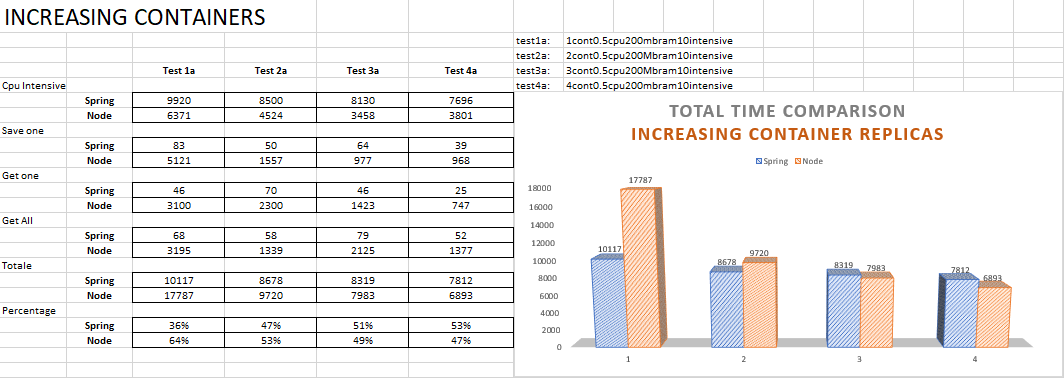 INCREASING CONTAINERS
test1a: 1cont0.5cpu200mbram10intensive
test2a: 2cont0.5cpu200Mbram10intensive
Test 1a Test 2a Test 3a Test 4a
test3a: 3cont0.5cpu200Mbram10intensive
Cpu Intensive
test4a: 4cont0.5cpu200Mbram10intensive
Spring 9920 8500 8130 7696
Node 6371 4524 3458 3801
Save one
Spring 83 50 64 39
Node 5121 1557 977 968
Get one
Spring 46 70 46 25
Node 3100 2300 1423 747
Get All
Spring 68 58 79 52
Node 3195 1339 2125 1377
Totale
Spring 10117 8678 8319 7812
Node 17787 9720 7983 6893
Percentage
Spring 36% 47% 51% 53%
Node 64% 53% 49% 47%
TOTAL TIME COMPARISON
INCREASING CONTAINER REPLICAS
Spring Node
18000
16000
14000
12000
10000
8000
6000
4000
2000
0
10117 17787
8678 9720
8319 7983
7812 6893
1 2 3 4